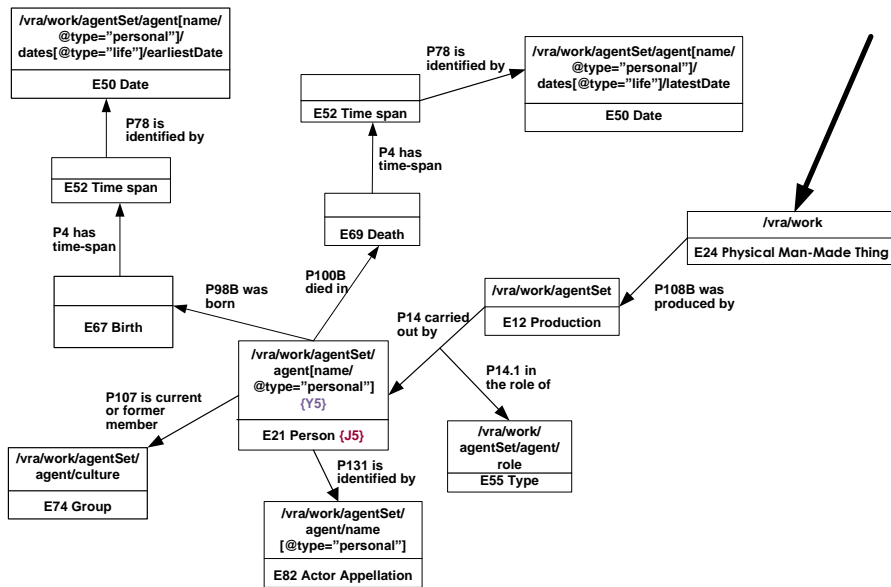 /vra/work/agentSet/agent[name/
@type="personal"]/
dates[@type="life"]/earliestDate
E50 Date
P78 is
identified by
E52 Time span
P4 has
time-span
E67 Birth
P98B was
born
P78 is
identified by
/vra/work/agentSet/agent[name/
@type="personal"]/
dates[@type="life"]/latestDate
E50 Date
E52 Time span
P4 has
time-span
E69 Death
P100B
died in
/vra/work
E24 Physical Man-Made Thing
P108B was
produced by
/vra/work/agentSet
E12 Production
P14 carried
out by
P14.1 in
the role of
/vra/work/
agentSet/agent/
role
E55 Type
/vra/work/agentSet/
agent[name/
@type="personal"]
{Y5}
E21 Person {J5}
P107 is current
or former
member
/vra/work/agentSet/
agent/culture
E74 Group
P131 is
identified by
/vra/work/agentSet/
agent/name
[@type="personal"]
E82 Actor Appellation